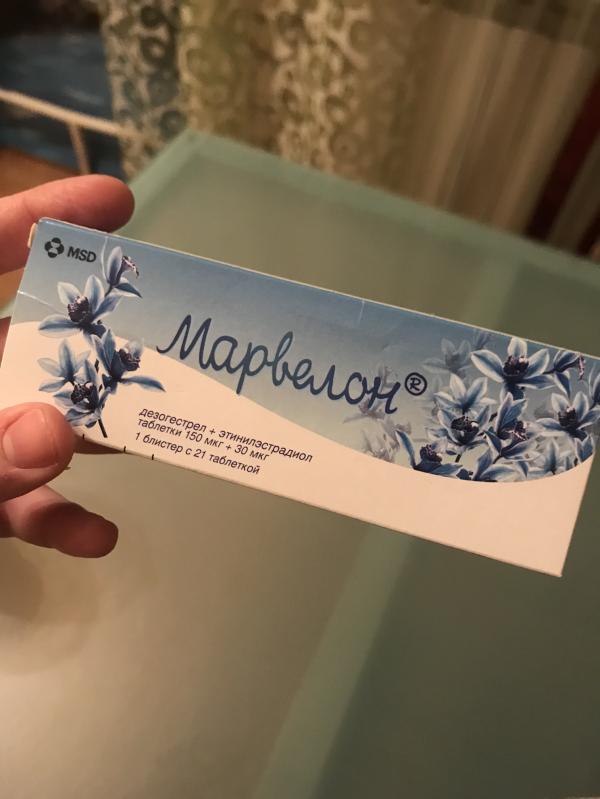 MSD
Марвелон®
дезогестрел + этинилэстрадиол
таблетки 150 мкг + 30 мкг
1 блистер с 21 таблеткой